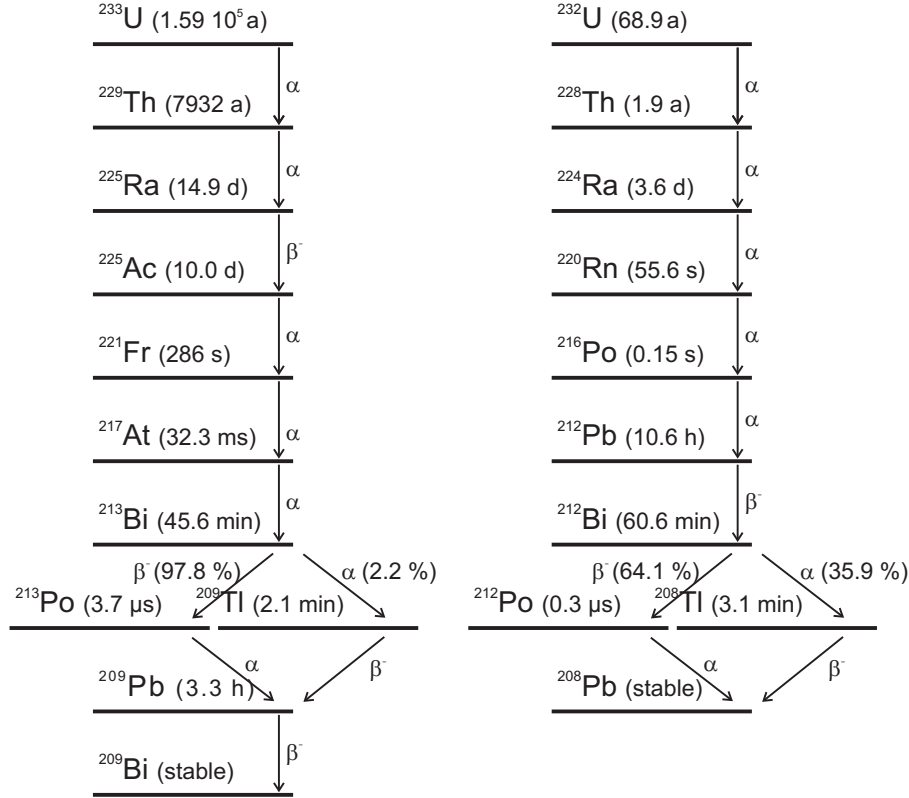 ²³³U (1.59 10⁵ a) ²³²U (68.9 a)
α α
²²⁹Th (7932 a) ²²⁸Th (1.9 a)
α α
²²⁵Ra (14.9 d) ²²⁴Ra (3.6 d)
β⁻ α
²²⁵Ac (10.0 d) ²²⁰Rn (55.6 s)
α α
²²¹Fr (286 s) ²¹⁶Po (0.15 s)
α α
²¹⁷At (32.3 ms) ²¹²Pb (10.6 h)
α β⁻
²¹³Bi (45.6 min) ²¹²Bi (60.6 min)
β⁻ (97.8 %) α (2.2 %) β⁻ (64.1 %) α (35.9 %)
²¹³Po (3.7 µs) ²⁰⁹Tl (2.1 min) ²¹²Po (0.3 µs) ²⁰⁸Tl (3.1 min)
α β⁻ α β⁻
²⁰⁹Pb (3.3 h) ²⁰⁸Pb (stable)
β⁻
²⁰⁹Bi (stable)